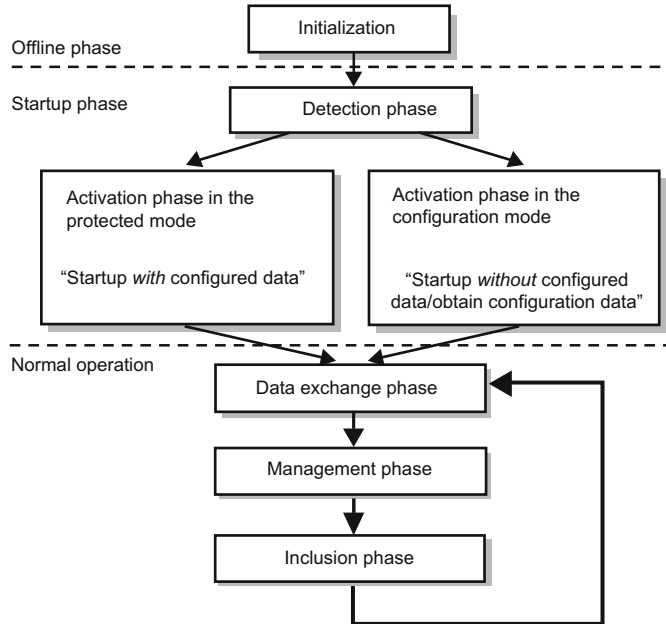 Initialization
Offline phase
Startup phase
Detection phase
Activation phase in the
protected mode
“Startup with configured data”
Activation phase in the
configuration mode
“Startup without configured
data/obtain configuration data”
Normal operation
Data exchange phase
Management phase
Inclusion phase